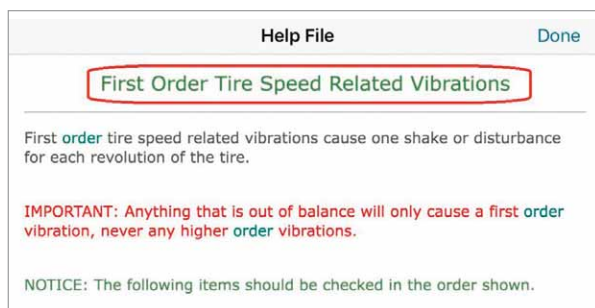 Help File
Done
First Order Tire Speed Related Vibrations
First order tire speed related vibrations cause one shake or disturbance
for each revolution of the tire.
IMPORTANT: Anything that is out of balance will only cause a first order
vibration, never any higher order vibrations.
NOTICE: The following items should be checked in the order shown.